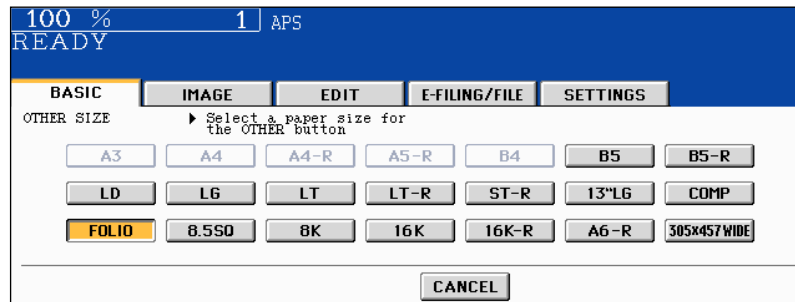 100 % 1 APS
READY
BASIC IMAGE EDIT E-FILING/FILE SETTINGS
OTHER SIZE Select a paper size for
the OTHER button
A3 A4 A4-R A5-R B4 B5 B5-R
LD LG LT LT-R ST-R 13"LG COMP
FOLIO 8.5SQ 8K 16K 16K-R A6-R 305X457 WIDE
CANCEL